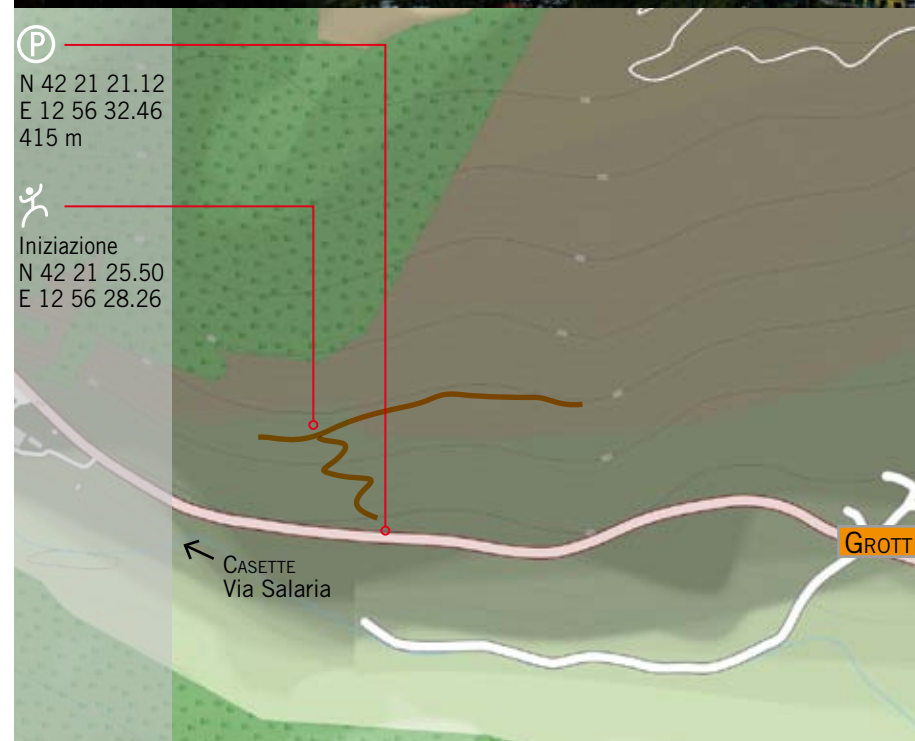 P
N 42 21 21.12
E 12 56 32.46
415 m
Iniziazione
N 42 21 25.50
E 12 56 28.26
GROTT
CASETTE
Via Salaria